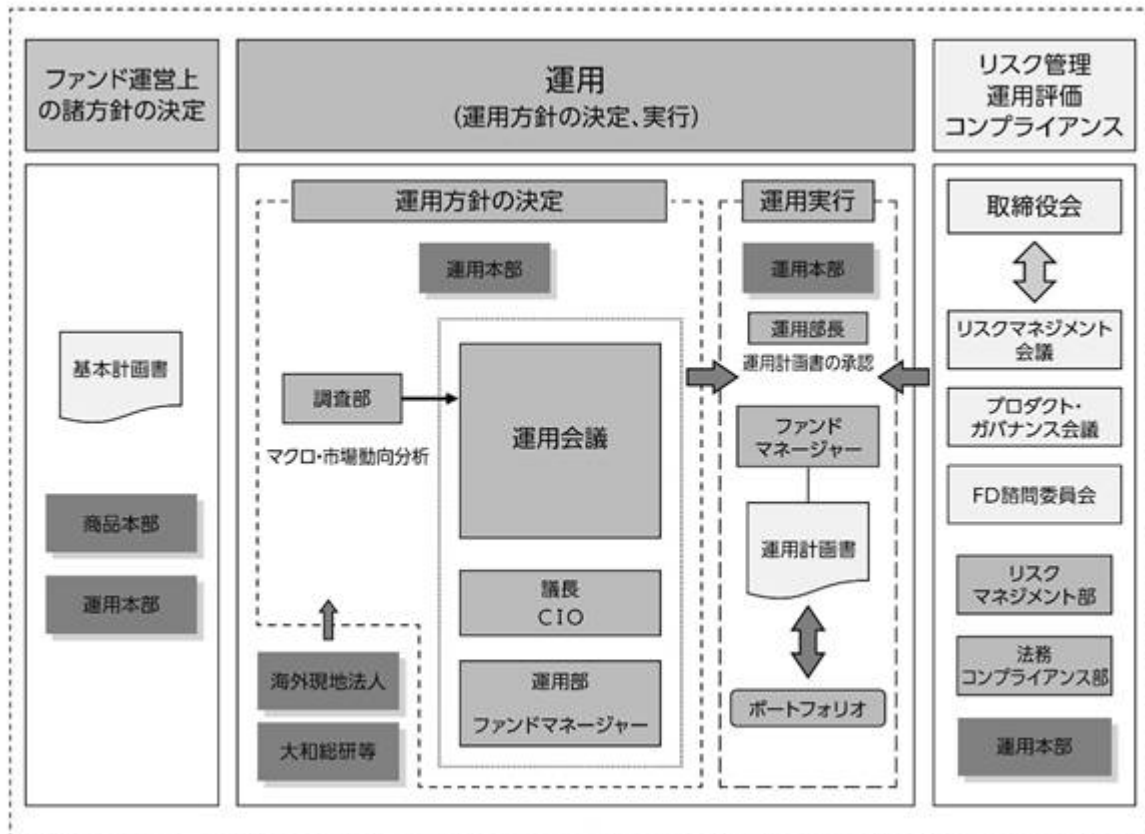 ファンド運営上
の諸方針の決定
運用
(運用方針の決定、実行)
リスク管理
運用評価
コンプライアンス
基本計画書
商品本部
運用本部
運用方針の決定
運用本部
調査部
マクロ・市場動向分析
運用会議
議長
CIO
運用部
ファンドマネージャー
海外現地法人
大和総研等
運用実行
運用本部
運用部長
運用計画書の承認
ファンド
マネージャー
運用計画書
ポートフォリオ
取締役会
リスクマネジメント
会議
プロダクト・
ガバナンス会議
FD諮問委員会
リスク
マネジメント部
法務
コンプライアンス部
運用本部